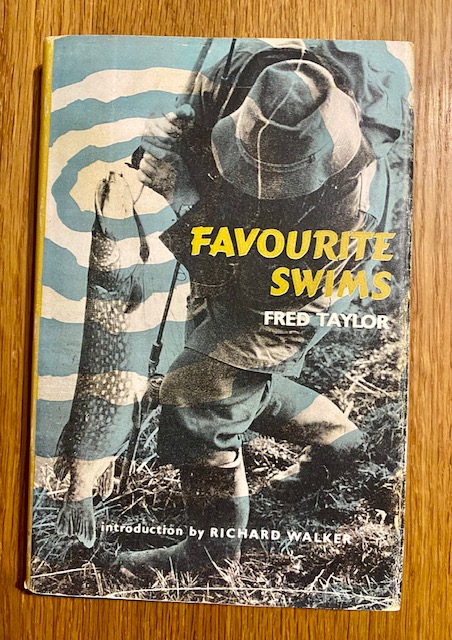 FAVOURITE
SWIMS
FRED TAYLOR
introduction by RICHARD WALKER